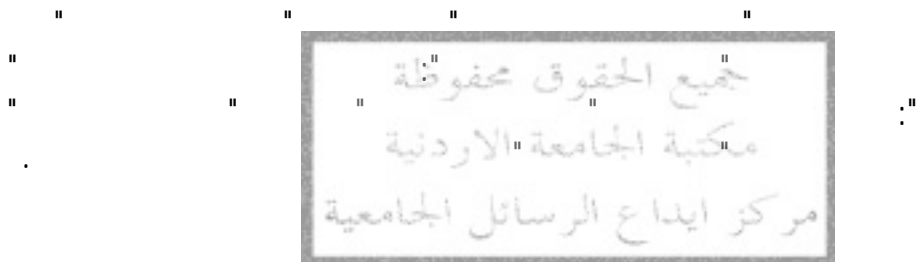 جميع الحقوق محفوظة
مكتبة الجامعة الاردنية
مركز ايداع الرسائل الجامعية